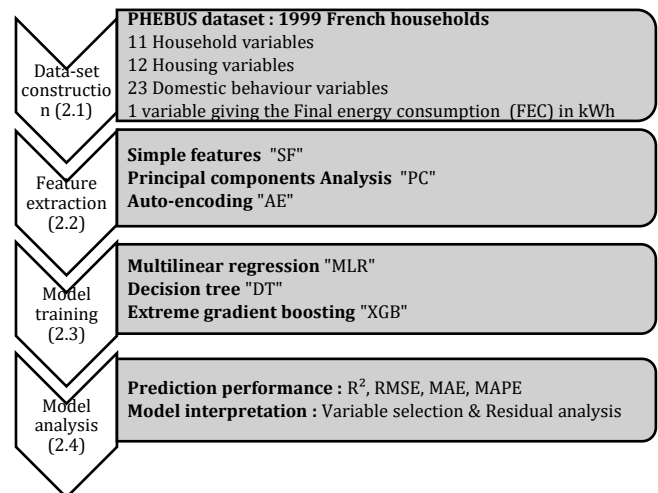 PHEBUS dataset : 1999 French households
11 Household variables
12 Housing variables
23 Domestic behaviour variables
1 variable giving the Final energy consumption (FEC) in kWh
Data-set
constructio
n (2.1)
Simple features "SF"
Principal components Analysis "PC"
Auto-encoding "AE"
Feature
extraction
(2.2)
Multilinear regression "MLR"
Decision tree "DT"
Extreme gradient boosting "XGB"
Model
training
(2.3)
Prediction performance : R², RMSE, MAE, MAPE
Model interpretation : Variable selection & Residual analysis
Model
analysis
(2.4)